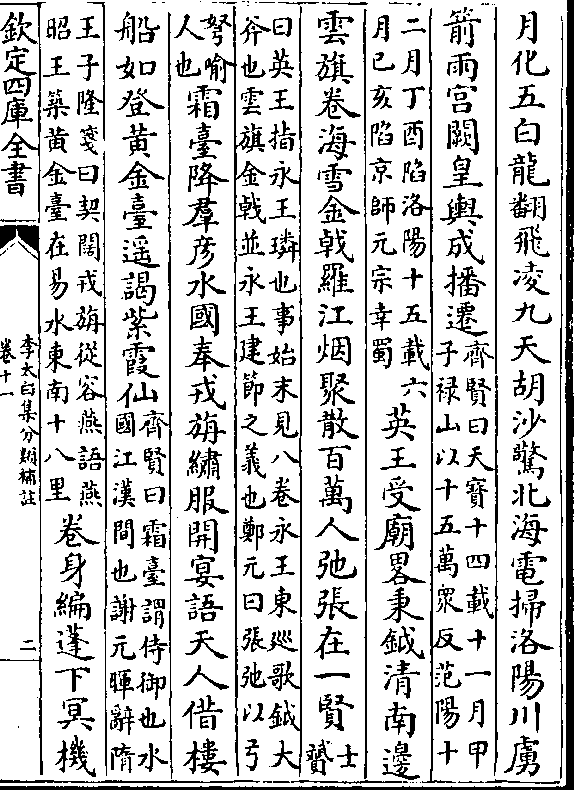 月化五白龍翻飛凌九天胡沙驚北海電掃洛陽川虜
箭雨宫闕皇輿成播遷齊賢曰天寳十四載十一月甲子禄山以十五萬衆反范陽十
二月丁酉陷洛陽十五載六月已亥陷京師元宗幸蜀英王受廟畧秉鉞清南邊
雲旗卷海雪金戟羅江烟聚散百萬人弛張在一賢士贇
曰英王指永王璘也事始末見八卷永王東廵歌鉞大斧也雲旗金戟並永王建節之義也鄭元曰張弛以弓
弩喻人也霜臺降羣彦水國奉戎旃繡服開宴語天人借樓
船如登黄金臺遥謁紫霞仙齊賢曰霜臺謂侍御也水國江漢間也謝元暉辭隋
王子隆箋曰契闊戎旃從容燕語燕昭王築黄金臺在易水東南十八里卷身編蓬下冥機
欽定四庫全書
李太白集分類補註
卷十一
二